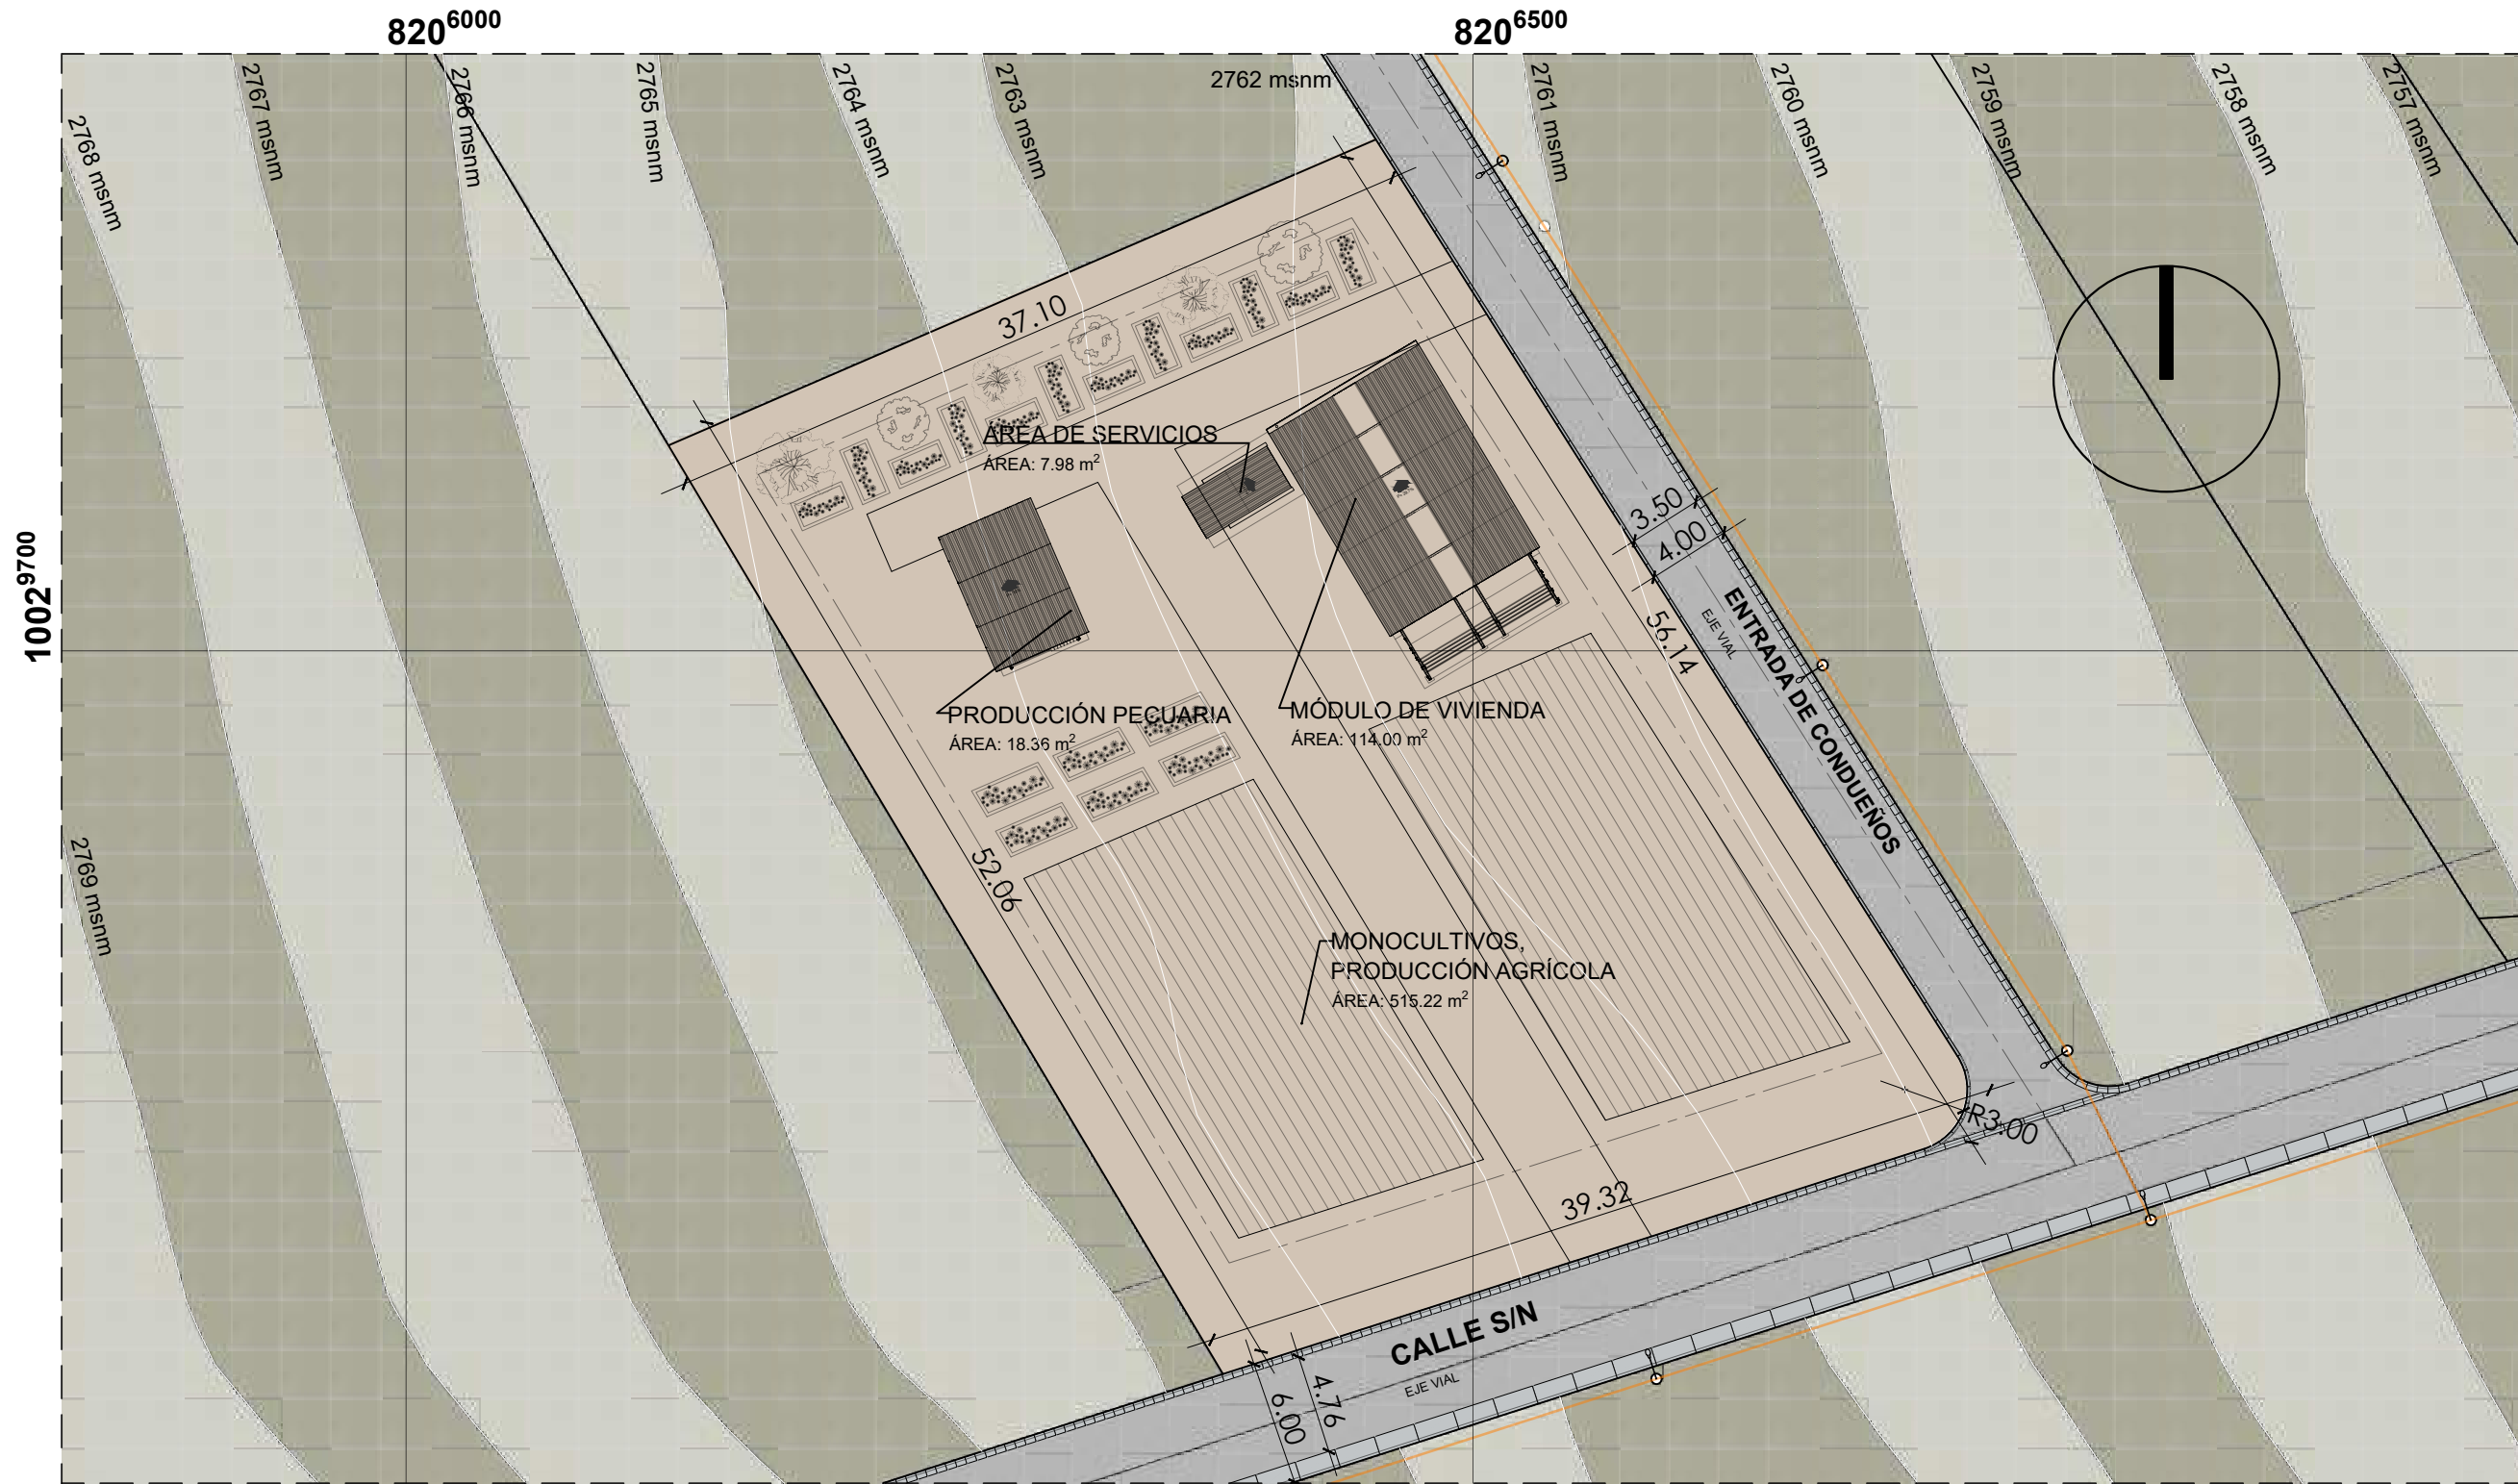 820⁶⁰⁰⁰
820⁶⁵⁰⁰
1002⁹⁷⁰⁰
2768 msnm
2767 msnm
2766 msnm
2765 msnm
2764 msnm
2763 msnm
2762 msnm
2761 msnm
2760 msnm
2759 msnm
2758 msnm
2757 msnm
2769 msnm
37.10
ÁREA DE SERVICIOS
ÁREA: 7.98 m²
3.50
4.00
56.14
EJE VIAL
ENTRADA DE CONDUEÑOS
PRODUCCIÓN PECUARIA
ÁREA: 18.36 m²
MÓDULO DE VIVIENDA
ÁREA: 114.00 m²
52.06
MONOCULTIVOS,
PRODUCCIÓN AGRÍCOLA
ÁREA: 515.22 m²
R3.00
39.32
CALLE S/N
EJE VIAL
6.00
4.76